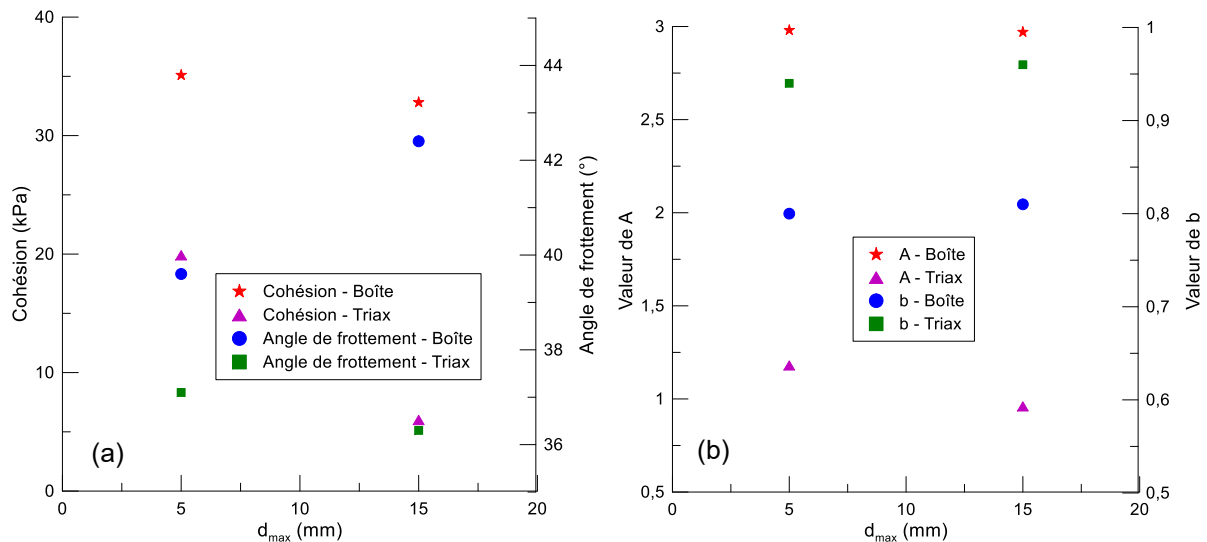 40
30
20
10
0
Cohésion (kPa)
44
42
40
38
36
Angle de frottement (°)
0
5
10
15
20
d_max (mm)
Cohésion - Boîte
Cohésion - Triax
Angle de frottement - Boîte
Angle de frottement - Triax
(a)
3
2,5
2
1,5
1
0,5
Valeur de A
1
0,9
0,8
0,7
0,6
0,5
Valeur de b
0
5
10
15
20
d_max (mm)
A - Boîte
A - Triax
b - Boîte
b - Triax
(b)